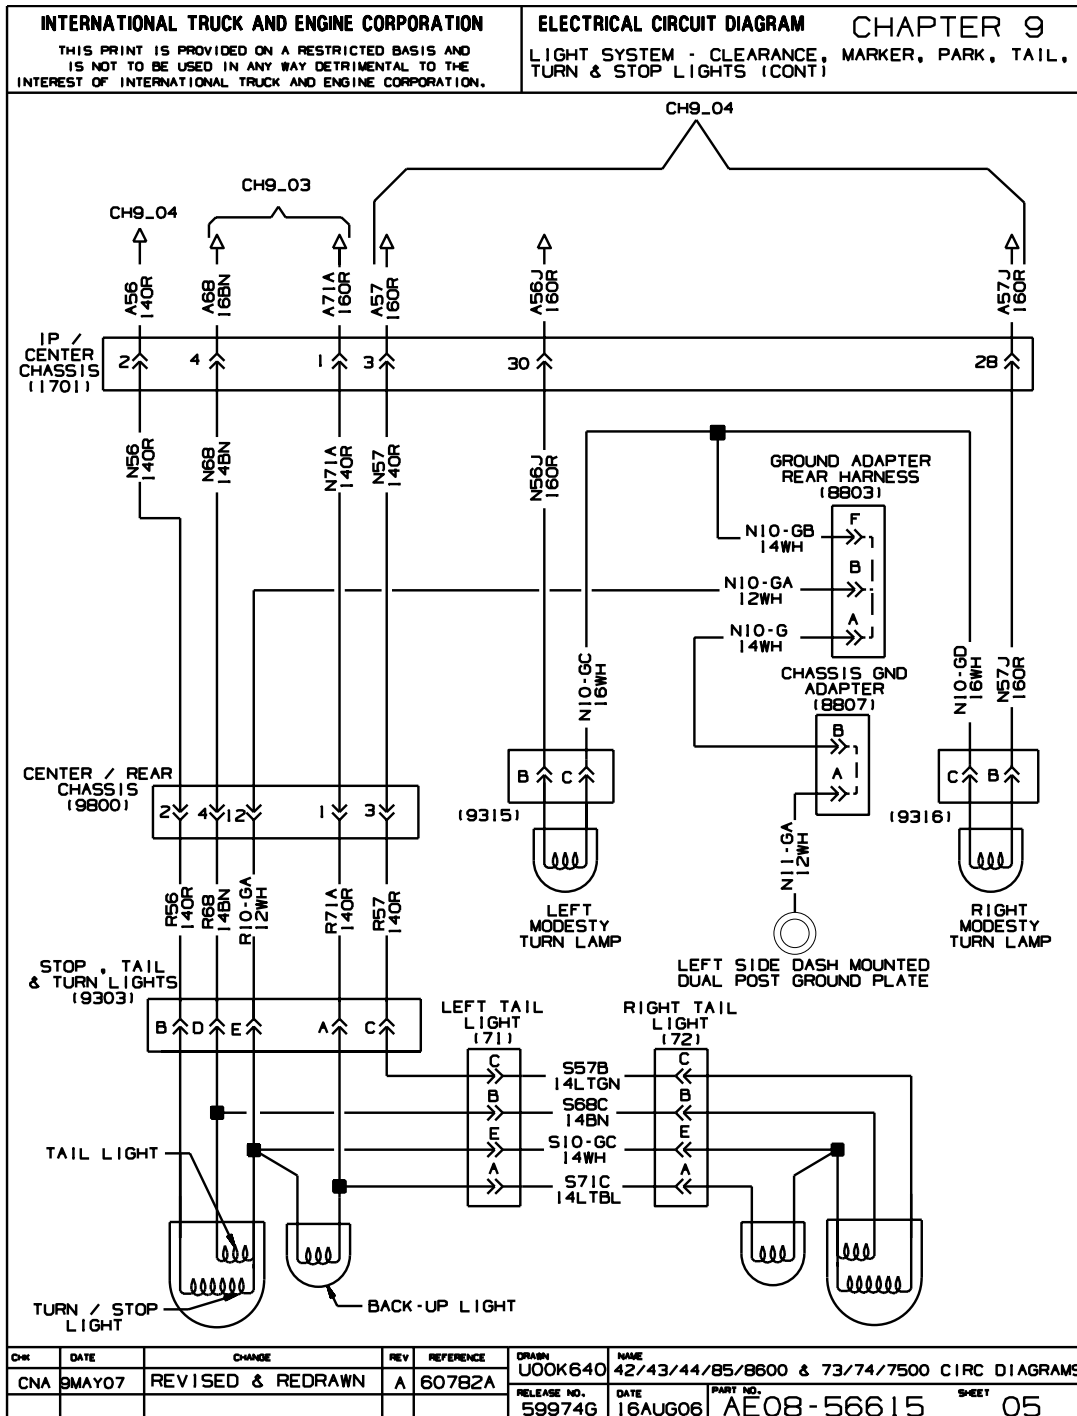 INTERNATIONAL TRUCK AND ENGINE CORPORATION
THIS PRINT IS PROVIDED ON A RESTRICTED BASIS AND
IS NOT TO BE USED IN ANY WAY DETRIMENTAL TO THE
INTEREST OF INTERNATIONAL TRUCK AND ENGINE CORPORATION.
ELECTRICAL CIRCUIT DIAGRAM CHAPTER 9
LIGHT SYSTEM - CLEARANCE, MARKER, PARK, TAIL,
TURN & STOP LIGHTS (CONT)
CH9_04
CH9_03
CH9_04
A56
14OR
A68
16BN
A71A
16OR
A57
16OR
A56J
16OR
A57J
16OR
IP /
CENTER
CHASSIS
(1701)
2
4
1
3
30
28
N56
14OR
N68
14BN
N71A
14OR
N57
14OR
N56J
16OR
GROUND ADAPTER
REAR HARNESS
(8803)
F
N10-GB
14WH
B
N10-GA
12WH
A
N10-G
14WH
N10-GC
16WH
CHASSIS GND
ADAPTER
(8807)
N10-GD
16WH
N57J
16OR
B
A
CENTER / REAR
CHASSIS
(9800)
2
4
12
1
3
B
C
(9315)
C
B
(9316)
N11-GA
12WH
R56
14OR
R68
14BN
R10-GA
12WH
R71A
14OR
R57
14OR
LEFT
MODESTY
TURN LAMP
RIGHT
MODESTY
TURN LAMP
LEFT SIDE DASH MOUNTED
DUAL POST GROUND PLATE
STOP , TAIL
& TURN LIGHTS
(9303)
B
D
E
A
C
LEFT TAIL
LIGHT
(71)
RIGHT TAIL
LIGHT
(72)
C
S57B
14LTGN
C
B
S68C
14BN
B
E
S10-GC
14WH
E
A
S71C
14LTBL
A
TAIL LIGHT
TURN / STOP
LIGHT
BACK-UP LIGHT
CHK DATE CHANGE REV REFERENCE
CNA 9MAY07 REVISED & REDRAWN A 60782A
DRAWN
U00K640
NAME
42/43/44/85/8600 & 73/74/7500 CIRC DIAGRAMS
RELEASE NO.
59974G
DATE
16AUG06
PART NO.
AE08-56615
SHEET
05